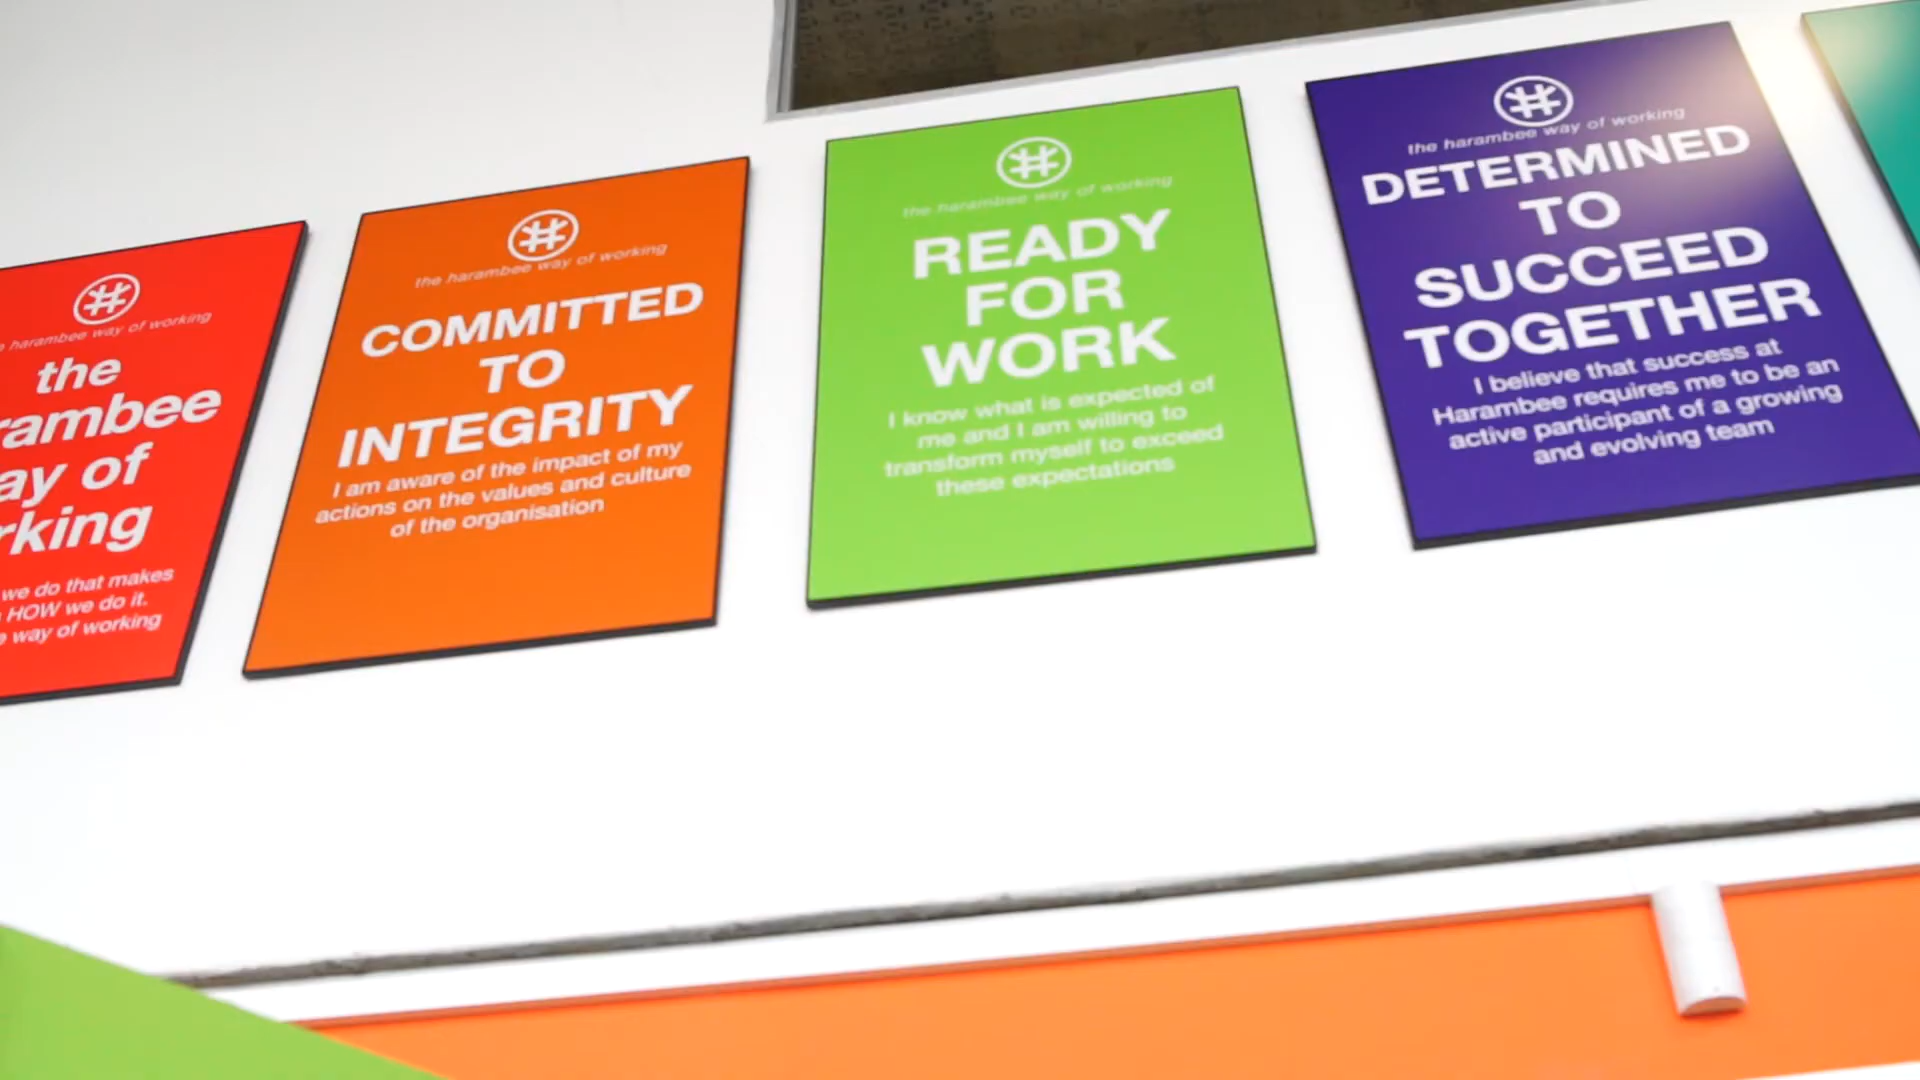 harambee way of working
the
rambee
ay of
rking
we do that makes
HOW we do it.
way of working
the harambee way of working
COMMITTED
TO
INTEGRITY
I am aware of the impact of my
actions on the values and culture
of the organisation
the harambee way of working
READY
FOR
WORK
I know what is expected of
me and I am willing to
transform myself to exceed
these expectations
the harambee way of working
DETERMINED
TO
SUCCEED
TOGETHER
I believe that success at
Harambee requires me to be an
active participant of a growing
and evolving team